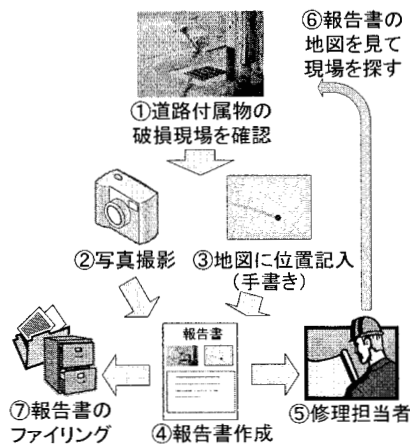 ①道路付属物の
破損現場を確認
②写真撮影
③地図に位置記入
(手書き)
報告書
④報告書作成
⑤修理担当者
⑥報告書の
地図を見て
現場を探す
⑦報告書の
ファイリング